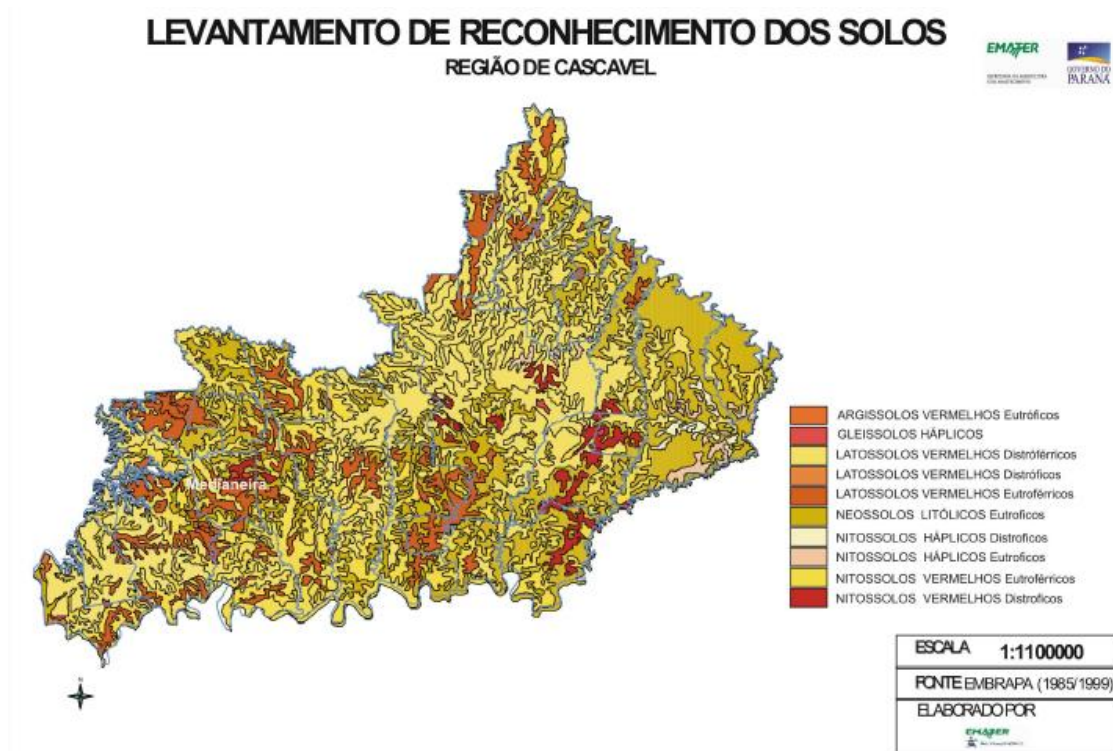 LEVANTAMENTO DE RECONHECIMENTO DOS SOLOS
REGIÃO DE CASCAVEL
EMATER
GOVERNO DO
PARANÁ
Medianeira
ARGISSOLOS VERMELHOS Eutróficos
GLEISSOLOS HÁPLICOS
LATOSSOLOS VERMELHOS Distróférricos
LATOSSOLOS VERMELHOS Distróficos
LATOSSOLOS VERMELHOS Eutroférricos
NEOSSOLOS LITÓLICOS Eutroficos
NITOSSOLOS HÁPLICOS Distroficos
NITOSSOLOS HÁPLICOS Eutroficos
NITOSSOLOS VERMELHOS Eutroférricos
NITOSSOLOS VERMELHOS Distroficos
ESCALA 1:1100000
FONTE EMBRAPA (1985/1999)
ELABORADO POR
EMATER